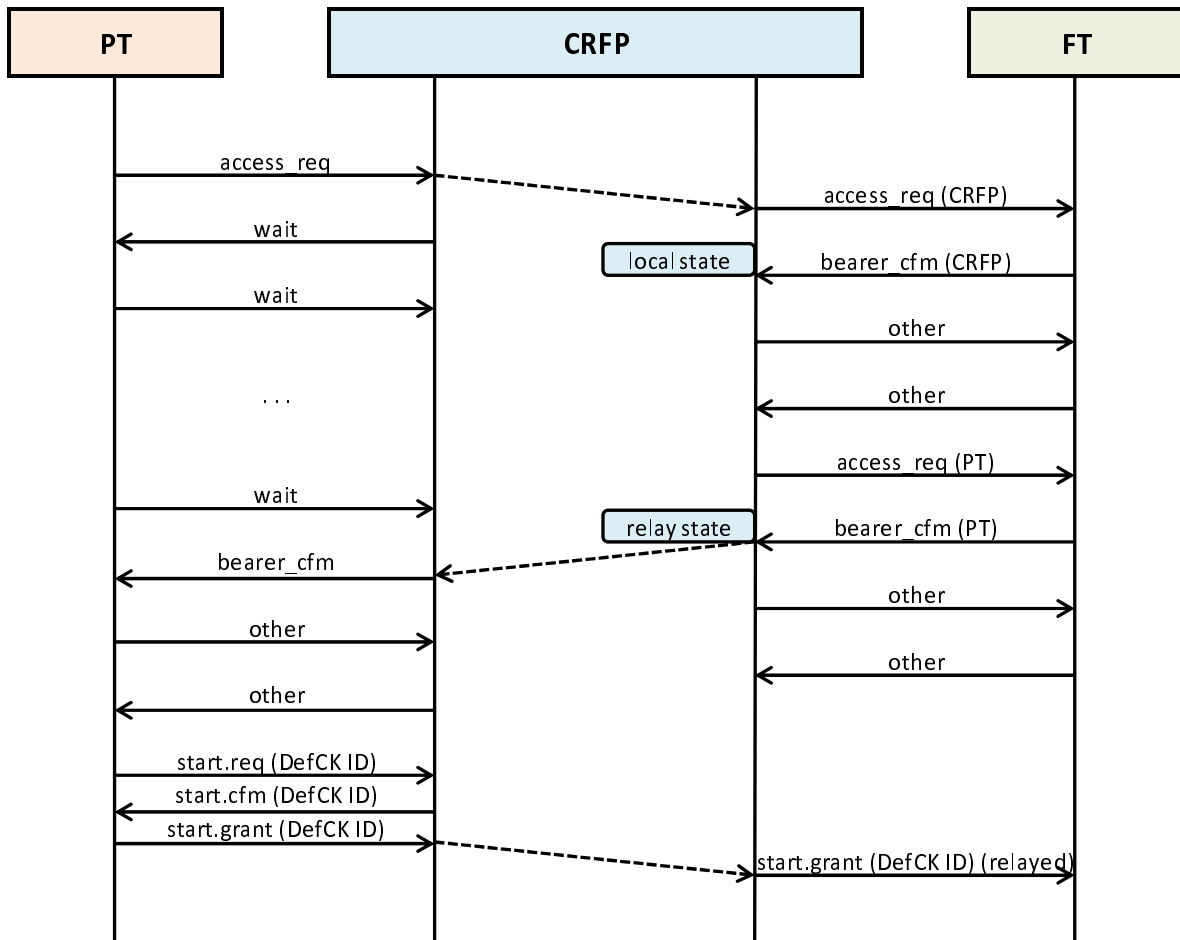 PT
CRFP
FT
access_req
access_req (CRFP)
wait
local state
bearer_cfm (CRFP)
wait
other
. . .
other
access_req (PT)
wait
relay state
bearer_cfm (PT)
bearer_cfm
other
other
other
other
start.req (DefCK ID)
start.cfm (DefCK ID)
start.grant (DefCK ID)
start.grant (DefCK ID) (relayed)